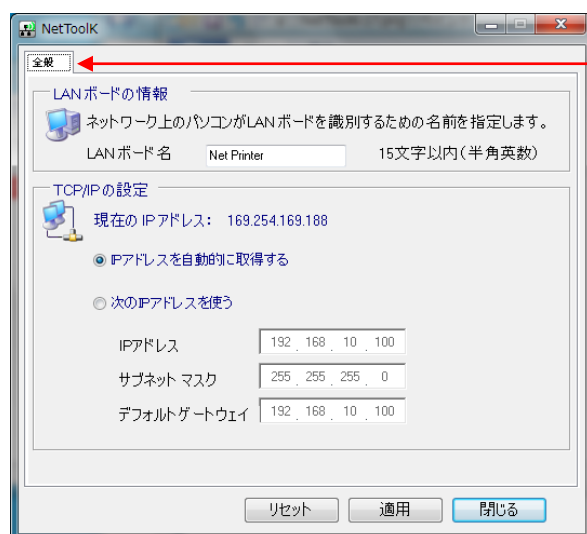 NetToolK
全般
LANボードの情報
ネットワーク上のパソコンがLANボードを識別するための名前を指定します。
LANボード名 Net Printer 15文字以内(半角英数)
TCP/IPの設定
現在のIPアドレス: 169.254.169.188
IPアドレスを自動的に取得する
次のIPアドレスを使う
IPアドレス 192 . 168 . 10 . 100
サブネット マスク 255 . 255 . 255 . 0
デフォルトゲートウェイ 192 . 168 . 10 . 100
リセット 適用 閉じる